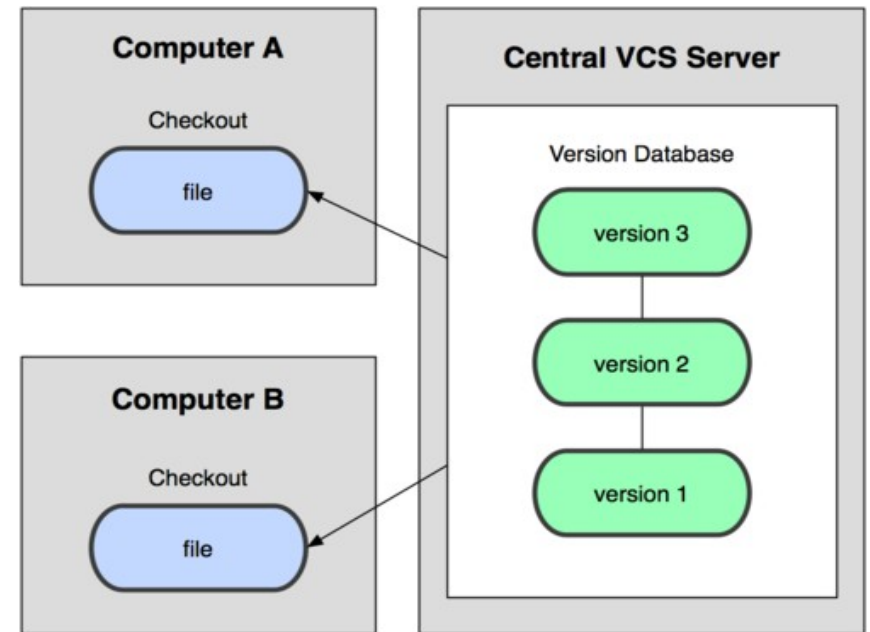 Computer A
Checkout
file
Computer B
Checkout
file
Central VCS Server
Version Database
version 3
version 2
version 1